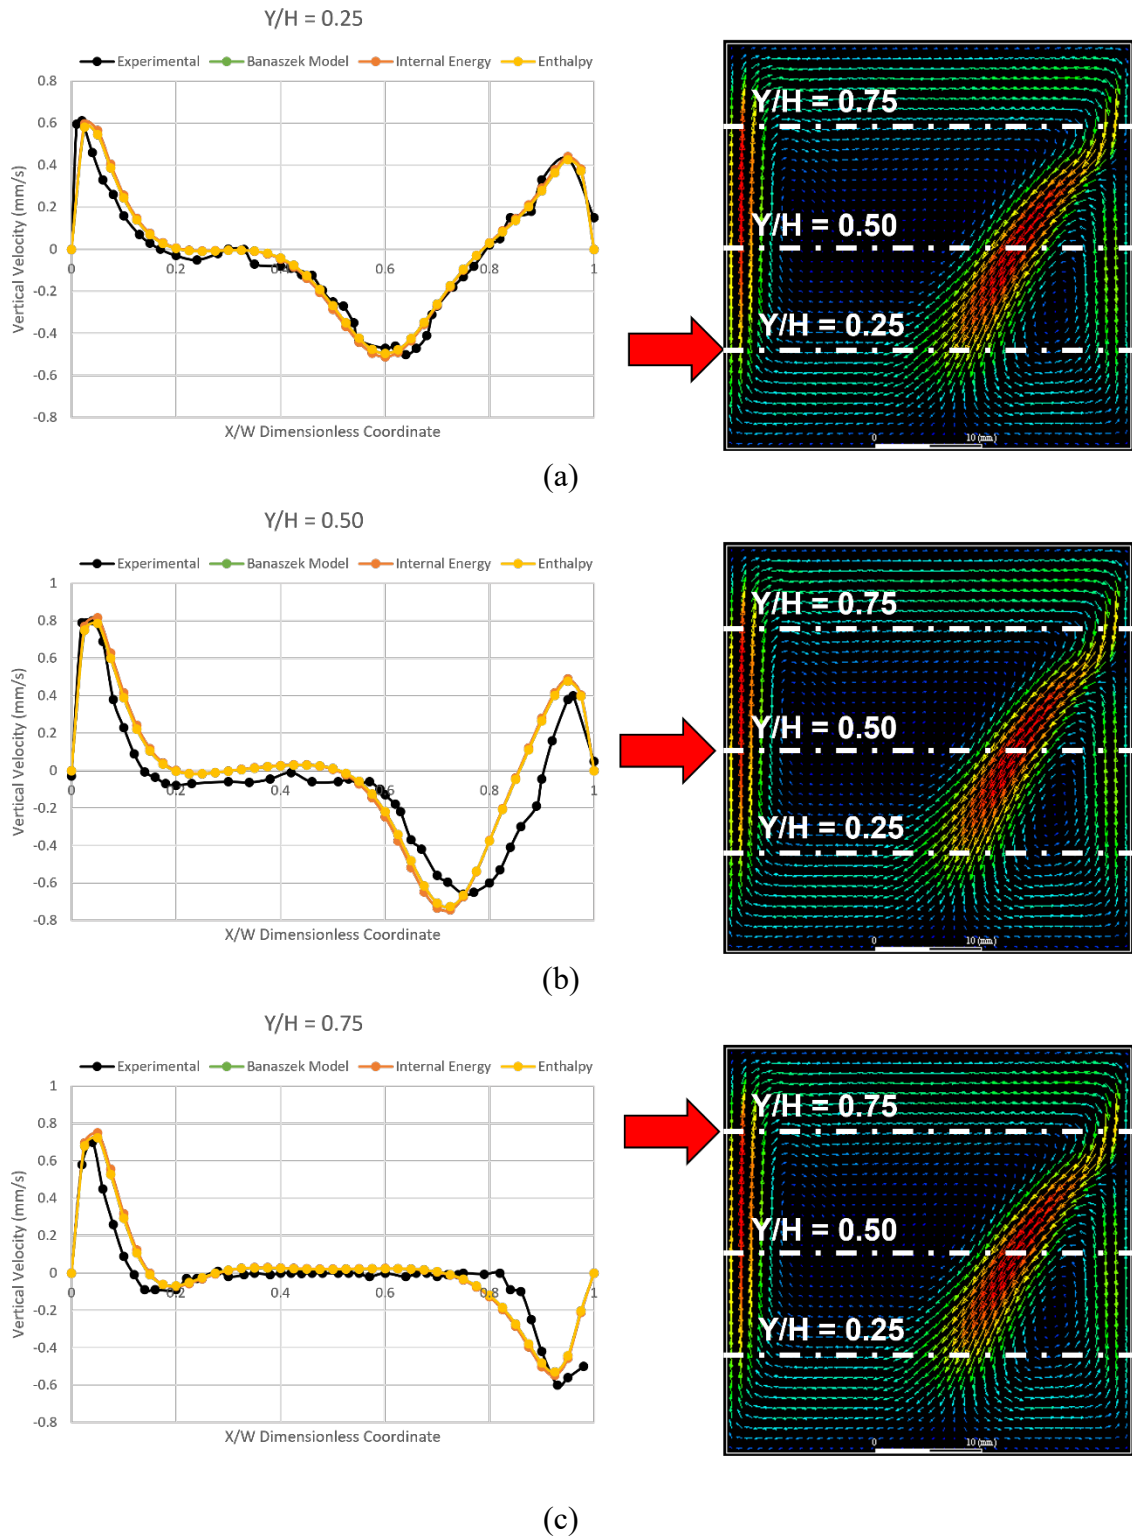 Y/H = 0.25
Experimental Banaszek Model Internal Energy Enthalpy
0.8
0.6
0.4
0.2
0
-0.2
-0.4
-0.6
-0.8
0 0.2 0.4 0.6 0.8 1
Vertical Velocity (mm/s)
X/W Dimensionless Coordinate
Y/H = 0.75
Y/H = 0.50
Y/H = 0.25
0 10 (mm)
(a)
Y/H = 0.50
Experimental Banaszek Model Internal Energy Enthalpy
1
0.8
0.6
0.4
0.2
0
-0.2
-0.4
-0.6
-0.8
0 0.2 0.4 0.6 0.8 1
Vertical Velocity (mm/s)
X/W Dimensionless Coordinate
Y/H = 0.75
Y/H = 0.50
Y/H = 0.25
0 10 (mm)
(b)
Y/H = 0.75
Experimental Banaszek Model Internal Energy Enthalpy
1
0.8
0.6
0.4
0.2
0
-0.2
-0.4
-0.6
-0.8
0 0.2 0.4 0.6 0.8 1
Vertical Velocity (mm/s)
X/W Dimensionless Coordinate
Y/H = 0.75
Y/H = 0.50
Y/H = 0.25
0 10 (mm)
(c)